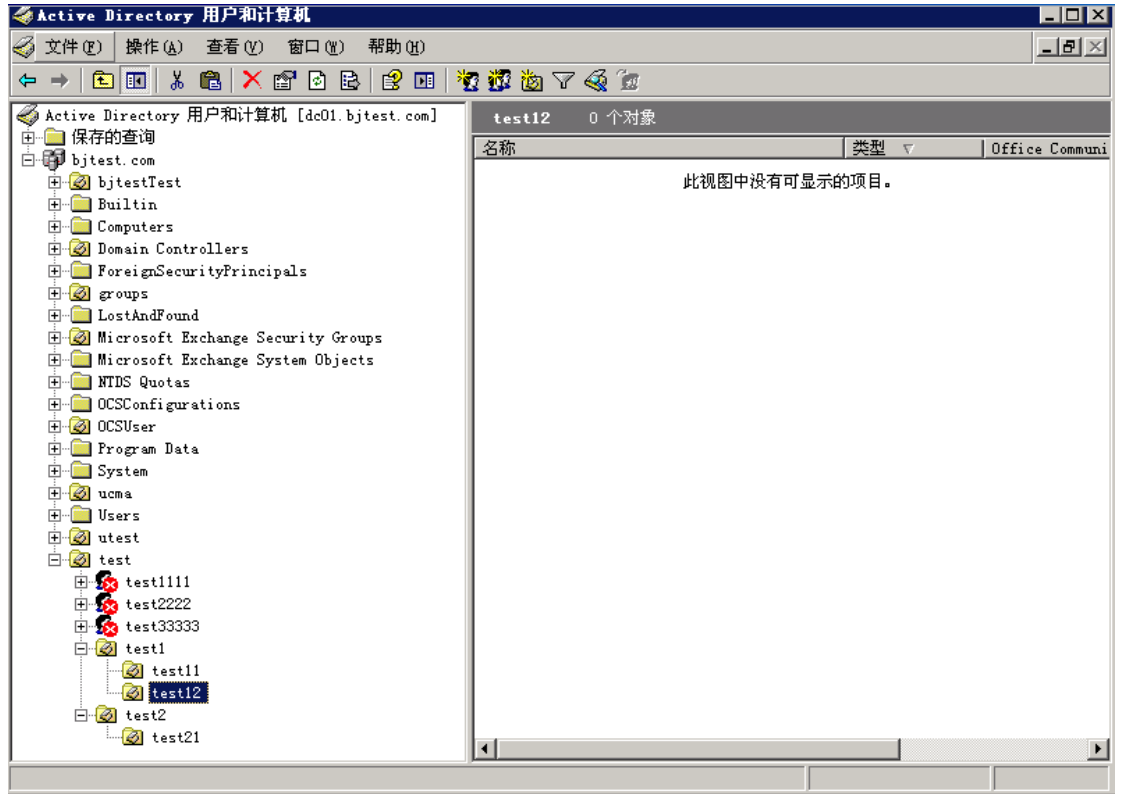 Active Directory 用户和计算机
文件(F) 操作(A) 查看(V) 窗口(W) 帮助(H)
Active Directory 用户和计算机 [dc01.bjtest.com]
保存的查询
bjtest.com
bjtestTest
Builtin
Computers
Domain Controllers
ForeignSecurityPrincipals
groups
LostAndFound
Microsoft Exchange Security Groups
Microsoft Exchange System Objects
NTDS Quotas
OCSConfigurations
OCSUser
Program Data
System
ucma
Users
utest
test
test1111
test2222
test33333
test1
test11
test12
test2
test21
test12 0 个对象
名称 类型 Office Communi
此视图中没有可显示的项目。